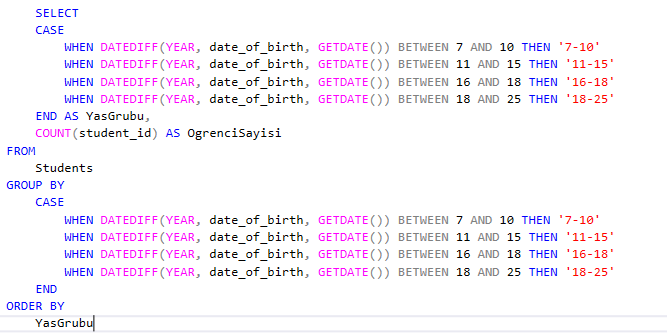 SELECT
CASE
WHEN DATEDIFF(YEAR, date_of_birth, GETDATE()) BETWEEN 7 AND 10 THEN '7-10'
WHEN DATEDIFF(YEAR, date_of_birth, GETDATE()) BETWEEN 11 AND 15 THEN '11-15'
WHEN DATEDIFF(YEAR, date_of_birth, GETDATE()) BETWEEN 16 AND 18 THEN '16-18'
WHEN DATEDIFF(YEAR, date_of_birth, GETDATE()) BETWEEN 18 AND 25 THEN '18-25'
END AS YasGrubu,
COUNT(student_id) AS OgrenciSayisi
FROM
Students
GROUP BY
CASE
WHEN DATEDIFF(YEAR, date_of_birth, GETDATE()) BETWEEN 7 AND 10 THEN '7-10'
WHEN DATEDIFF(YEAR, date_of_birth, GETDATE()) BETWEEN 11 AND 15 THEN '11-15'
WHEN DATEDIFF(YEAR, date_of_birth, GETDATE()) BETWEEN 16 AND 18 THEN '16-18'
WHEN DATEDIFF(YEAR, date_of_birth, GETDATE()) BETWEEN 18 AND 25 THEN '18-25'
END
ORDER BY
YasGrubu